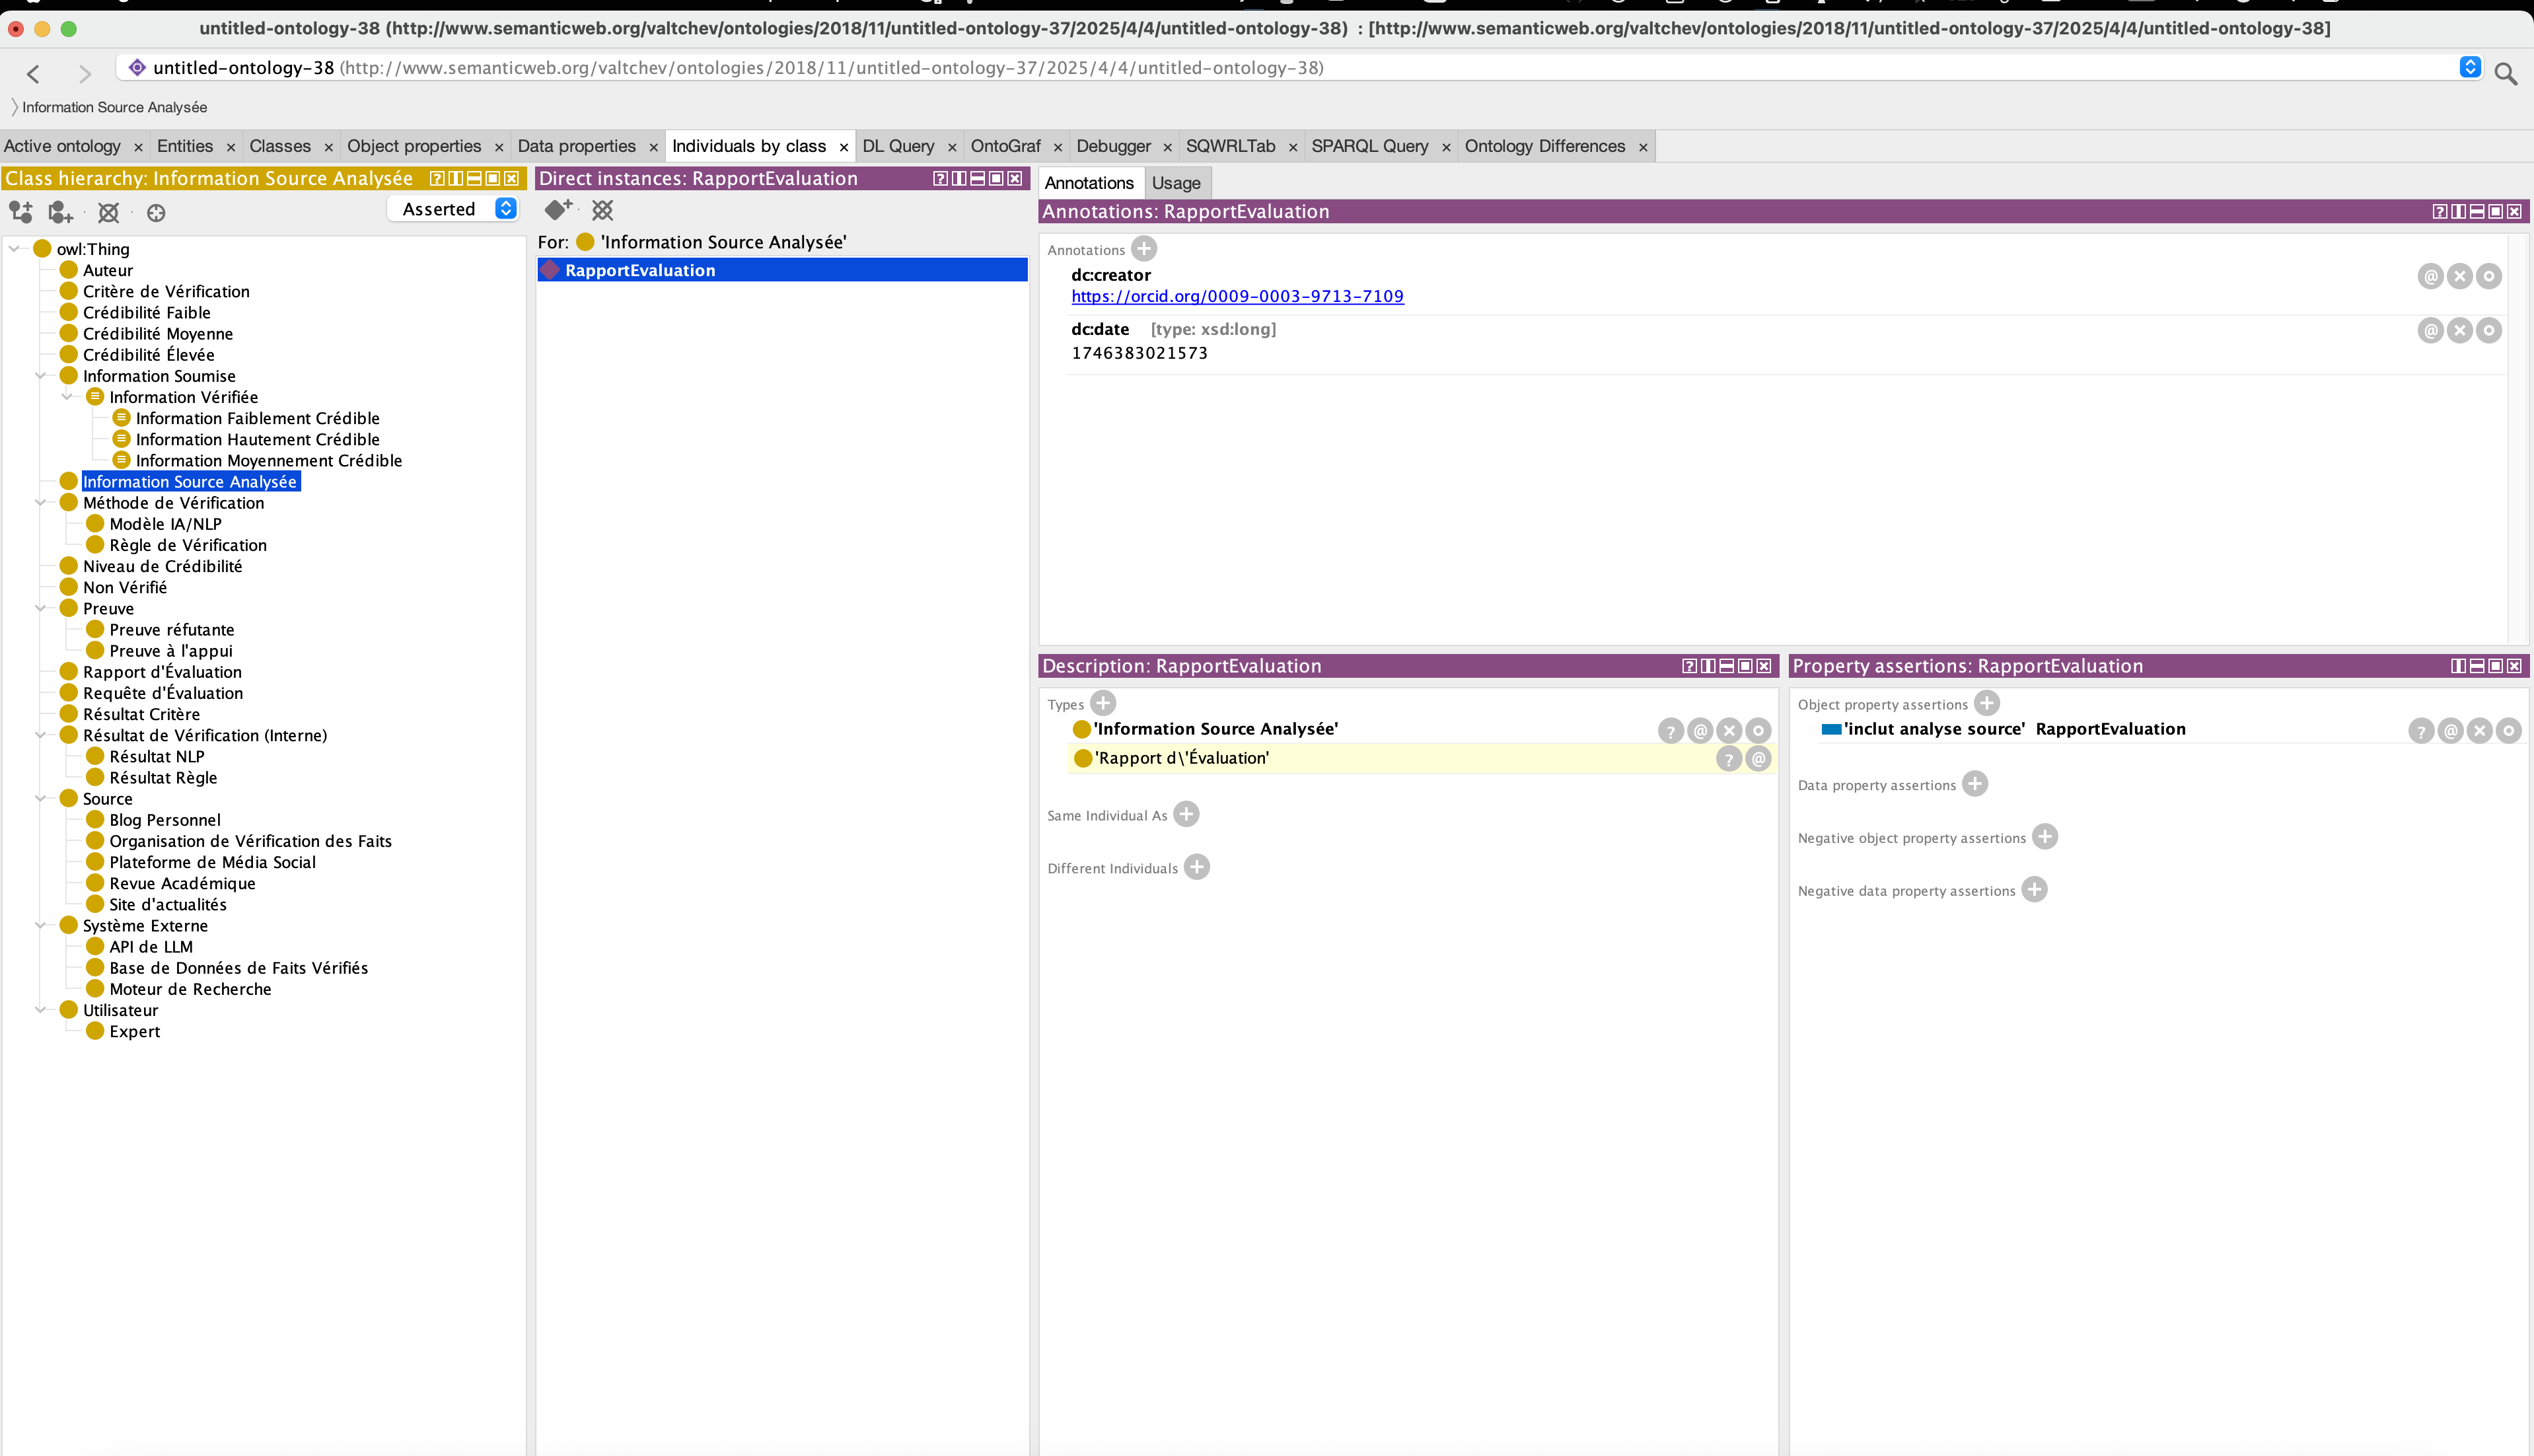 untitled-ontology-38 (http://www.semanticweb.org/valtchev/ontologies/2018/11/untitled-ontology-37/2025/4/4/untitled-ontology-38) : [http://www.semanticweb.org/valtchev/ontologies/2018/11/untitled-ontology-37/2025/4/4/untitled-ontology-38]
untitled-ontology-38 (http://www.semanticweb.org/valtchev/ontologies/2018/11/untitled-ontology-37/2025/4/4/untitled-ontology-38)
Information Source Analysée
Active ontology × Entities × Classes × Object properties × Data properties × Individuals by class × DL Query × OntoGraf × Debugger × SQWRLTab × SPARQL Query × Ontology Differences ×
Class hierarchy: Information Source Analysée
Asserted
owl:Thing
Auteur
Critère de Vérification
Crédibilité Faible
Crédibilité Moyenne
Crédibilité Élevée
Information Soumise
Information Vérifiée
Information Faiblement Crédible
Information Hautement Crédible
Information Moyennement Crédible
Information Source Analysée
Méthode de Vérification
Modèle IA/NLP
Règle de Vérification
Niveau de Crédibilité
Non Vérifié
Preuve
Preuve réfutante
Preuve à l'appui
Rapport d'Évaluation
Requête d'Évaluation
Résultat Critère
Résultat de Vérification (Interne)
Résultat NLP
Résultat Règle
Source
Blog Personnel
Organisation de Vérification des Faits
Plateforme de Média Social
Revue Académique
Site d'actualités
Système Externe
API de LLM
Base de Données de Faits Vérifiés
Moteur de Recherche
Utilisateur
Expert
Direct instances: RapportEvaluation
For: 'Information Source Analysée'
RapportEvaluation
Annotations Usage
Annotations: RapportEvaluation
Annotations
dc:creator
https://orcid.org/0009-0003-9713-7109
dc:date [type: xsd:long]
1746383021573
Description: RapportEvaluation
Types
'Information Source Analysée'
'Rapport d\'Évaluation'
Same Individual As
Different Individuals
Property assertions: RapportEvaluation
Object property assertions
'inclut analyse source' RapportEvaluation
Data property assertions
Negative object property assertions
Negative data property assertions